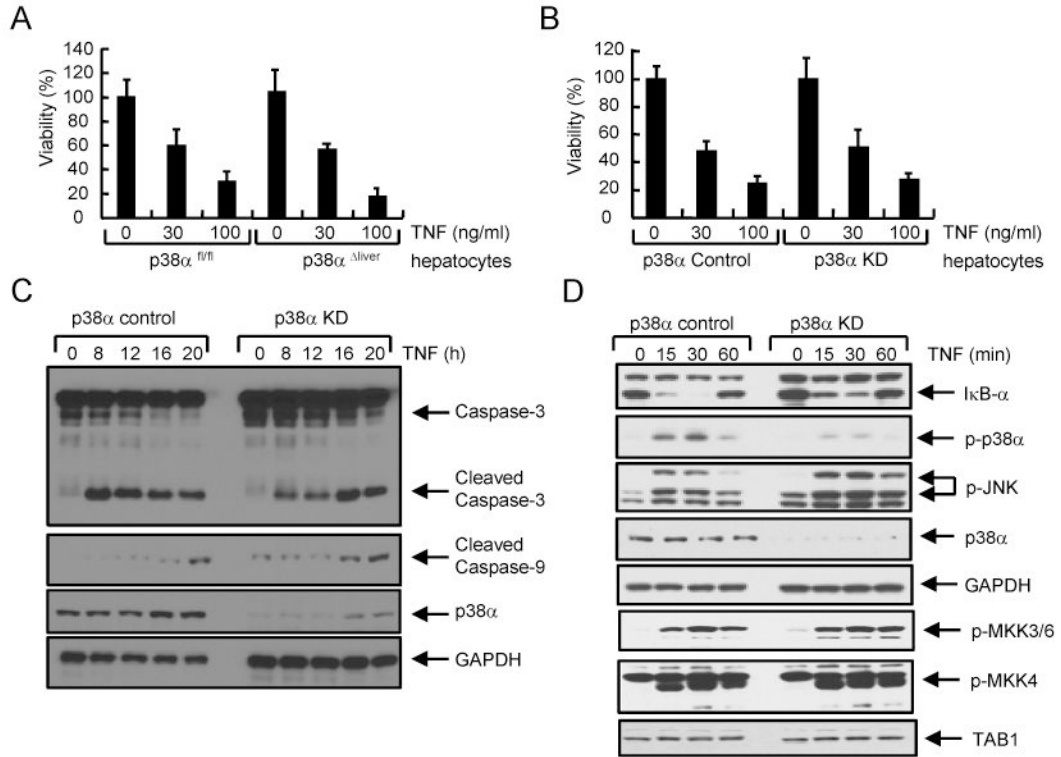 A
Viability (%)
140
120
100
80
60
40
20
0
0 30 100 0 30 100 TNF (ng/ml)
p38α fl/fl p38α Δliver hepatocytes
B
Viability (%)
120
100
80
60
40
20
0
0 30 100 0 30 100 TNF (ng/ml)
p38α Control p38α KD hepatocytes
C
p38α control p38α KD
0 8 12 16 20 0 8 12 16 20 TNF (h)
Caspase-3
Cleaved
Caspase-3
Cleaved
Caspase-9
p38α
GAPDH
D
p38α control p38α KD
0 15 30 60 0 15 30 60 TNF (min)
IκB-α
p-p38α
p-JNK
p38α
GAPDH
p-MKK3/6
p-MKK4
TAB1